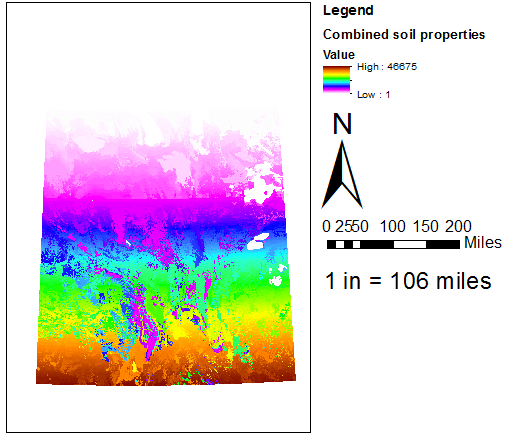 Legend
Combined soil properties
Value
High : 46675
Low : 1
N
0 25 50 100 150 200
Miles
1 in = 106 miles